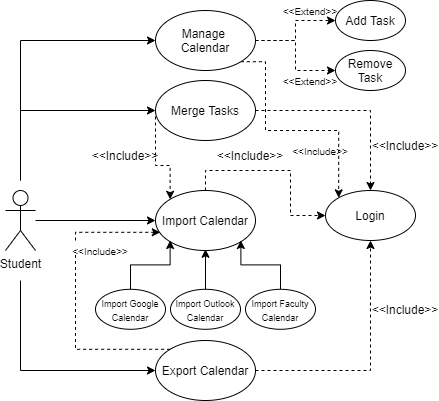 <<Extend>>
Add Task
Manage
Calendar
Remove
Task
<<Extend>>
Merge Tasks
<<Include>>
<<Include>>
<<Include>>
<<Include>>
Student
Import Calendar
Login
<<Include>>
Import Google
Calendar
Import Outlook
Calendar
Import Faculty
Calendar
<<Include>>
Export Calendar